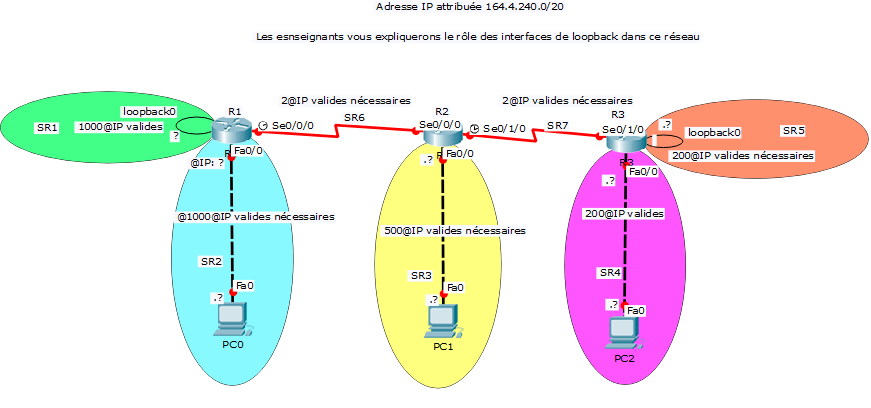 Adresse IP attribuée 164.4.240.0/20
Les esnseignants vous expliquerons le rôle des interfaces de loopback dans ce réseau
2@IP valides nécessaires
2@IP valides nécessaires
loopback0
R1
SR6
R2
SR7
R3
SR1
1000@IP valides
Se0/0/0
Se0/0/0
Se0/1/0
Se0/1/0
.?
loopback0
SR5
?
Fa0/0
.?
Fa0/0
200@IP valides nécessaires
@IP: ?
Fa0/0
.?
@1000@IP valides nécessaires
500@IP valides nécessaires
200@IP valides
SR2
SR3
SR4
Fa0
Fa0
Fa0
.?
.?
.?
PC0
PC1
PC2